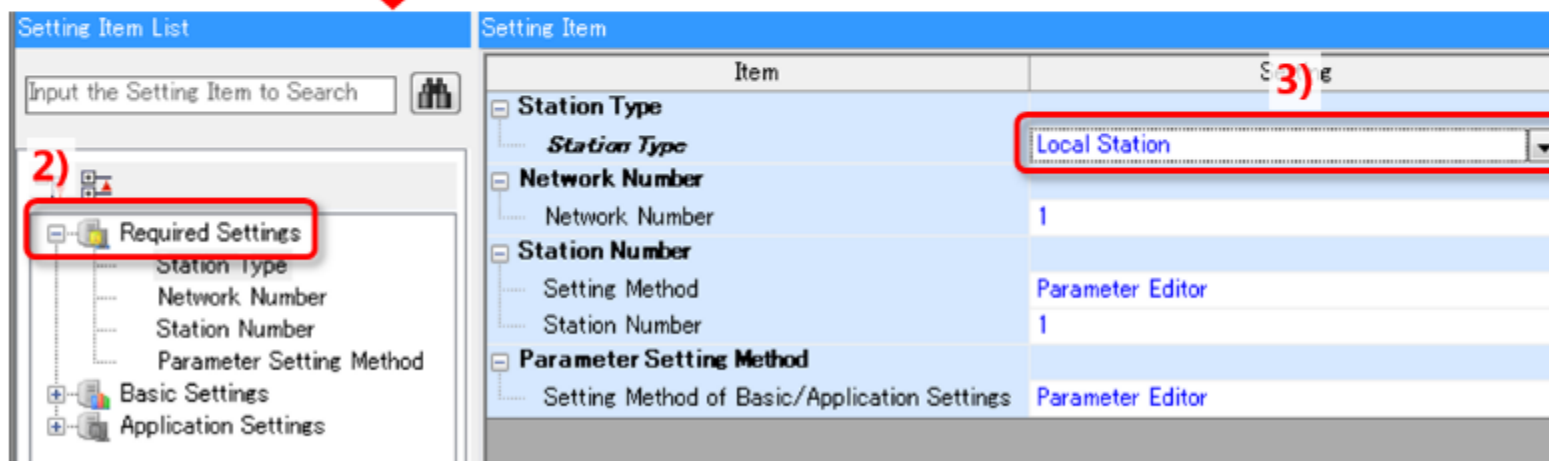 Setting Item List
Input the Setting Item to Search
2)
Required Settings
Station Type
Network Number
Station Number
Parameter Setting Method
Basic Settings
Application Settings
Setting Item
Item
3)
Station Type
Station Type Local Station
Network Number
Network Number 1
Station Number
Setting Method Parameter Editor
Station Number 1
Parameter Setting Method
Setting Method of Basic/Application Settings Parameter Editor